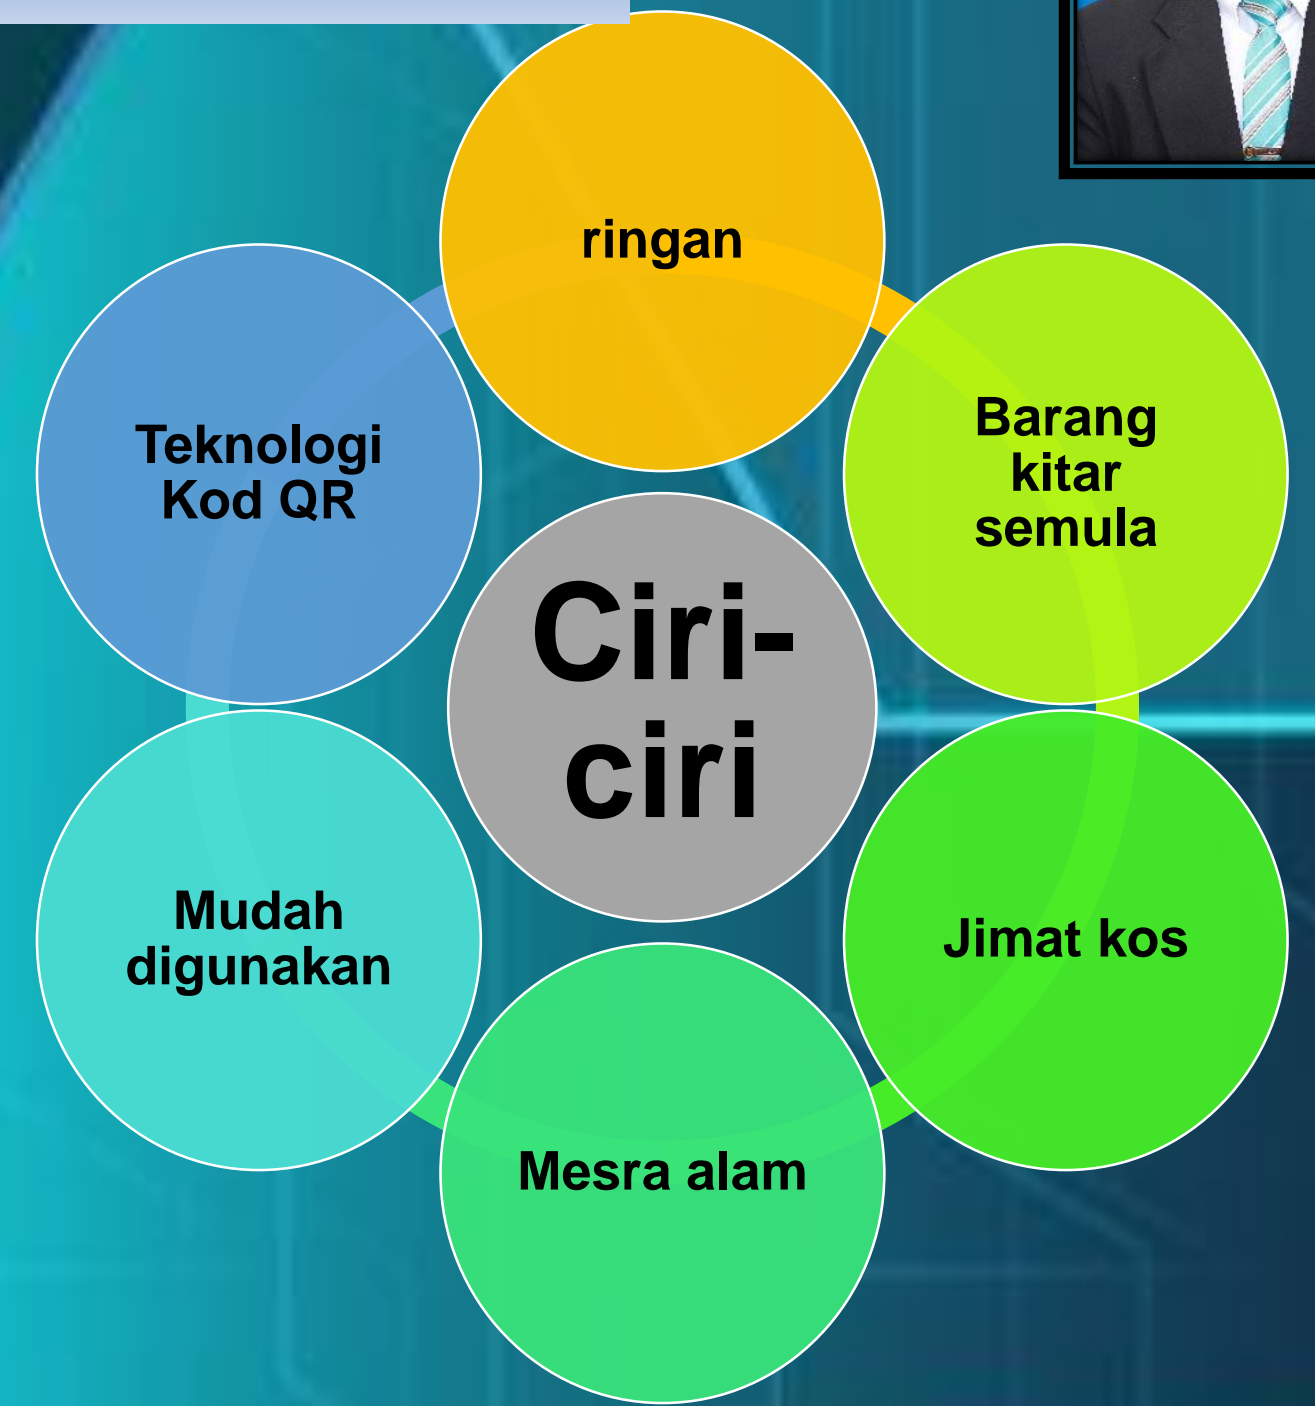 ringan
Barang
kitar
semula
Jimat kos
Mesra alam
Mudah
digunakan
Teknologi
Kod QR
Ciri-
ciri